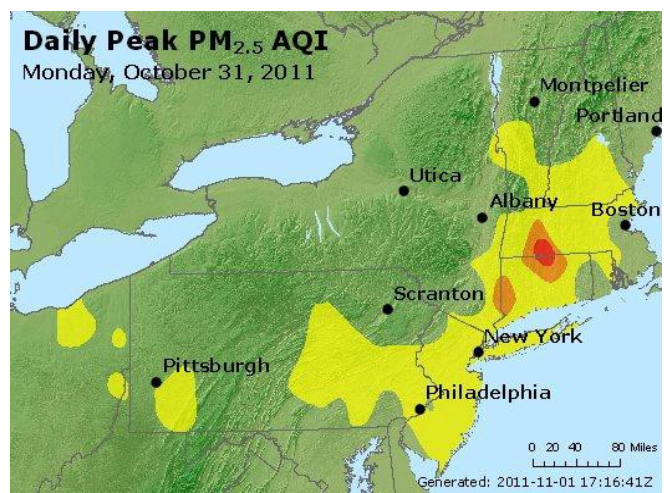 Daily Peak PM2.5 AQI
Monday, October 31, 2011
Montpelier
Portland
Utica
Albany
Boston
Scranton
New York
Pittsburgh
Philadelphia
0 20 40 80 Miles
Generated: 2011-11-01 17:16:41Z